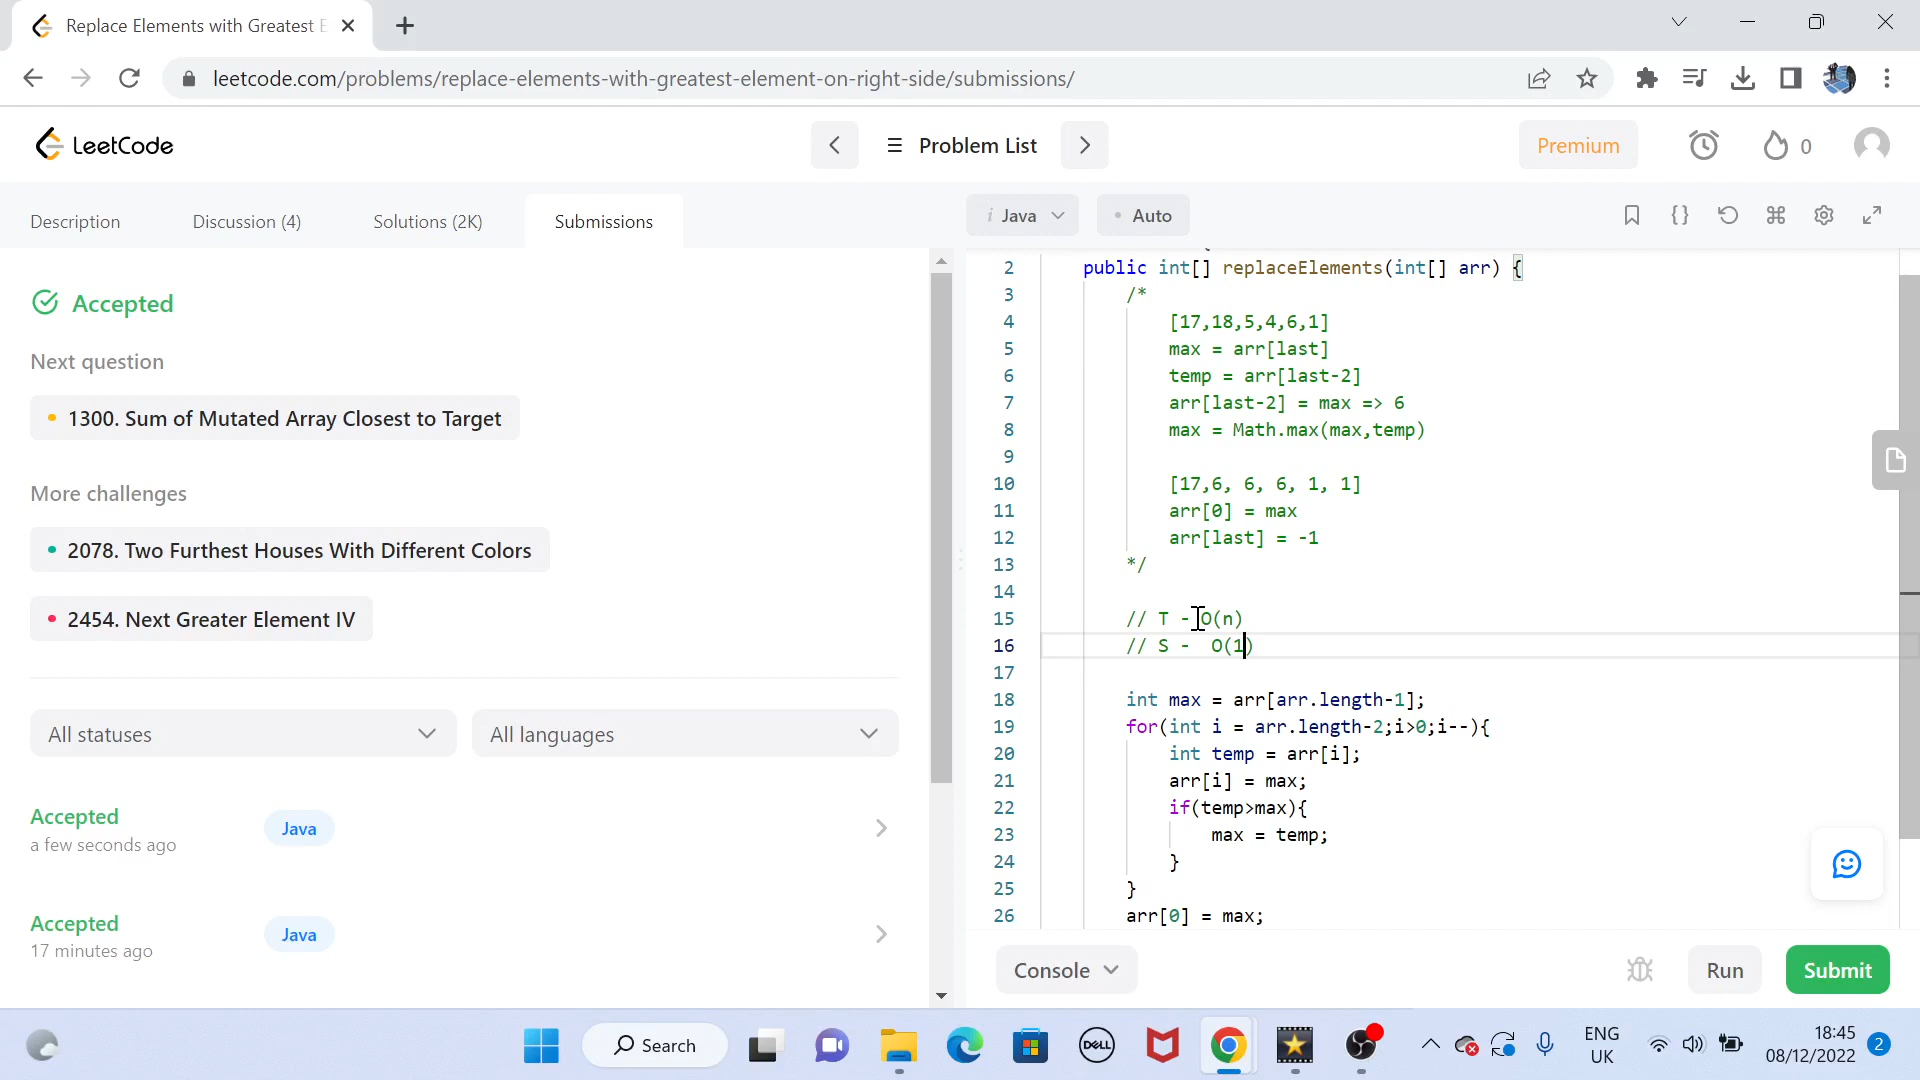 Replace Elements with Greatest E
leetcode.com/problems/replace-elements-with-greatest-element-on-right-side/submissions/
LeetCode
Problem List
Premium
0
Description
Discussion (4)
Solutions (2K)
Submissions
i Java
• Auto
Accepted
Next question
1300. Sum of Mutated Array Closest to Target
More challenges
2078. Two Furthest Houses With Different Colors
2454. Next Greater Element IV
All statuses
All languages
Accepted
Java
a few seconds ago
Accepted
Java
17 minutes ago
2 public int[] replaceElements(int[] arr) {
3 /*
4 [17,18,5,4,6,1]
5 max = arr[last]
6 temp = arr[last-2]
7 arr[last-2] = max => 6
8 max = Math.max(max,temp)
9
10 [17,6, 6, 6, 1, 1]
11 arr[0] = max
12 arr[last] = -1
13 */
14
15 // T - O(n)
16 // S -  O(1)
17
18 int max = arr[arr.length-1];
19 for(int i = arr.length-2;i>0;i--){
20 int temp = arr[i];
21 arr[i] = max;
22 if(temp>max){
23 max = temp;
24 }
25 }
26 arr[0] = max;
Console
Run
Submit
Search
DELL
ENG
UK
18:45
08/12/2022
2